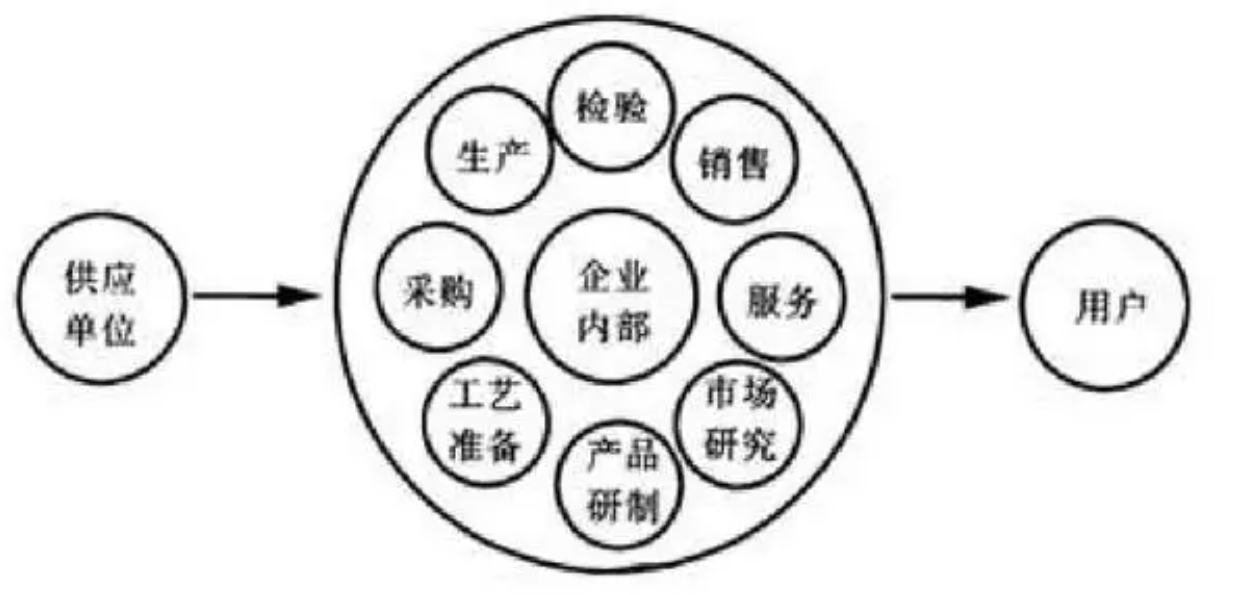 检验
生产
销售
供应
单位
采购
企业
内部
服务
用户
工艺
准备
市场
研究
产品
研制